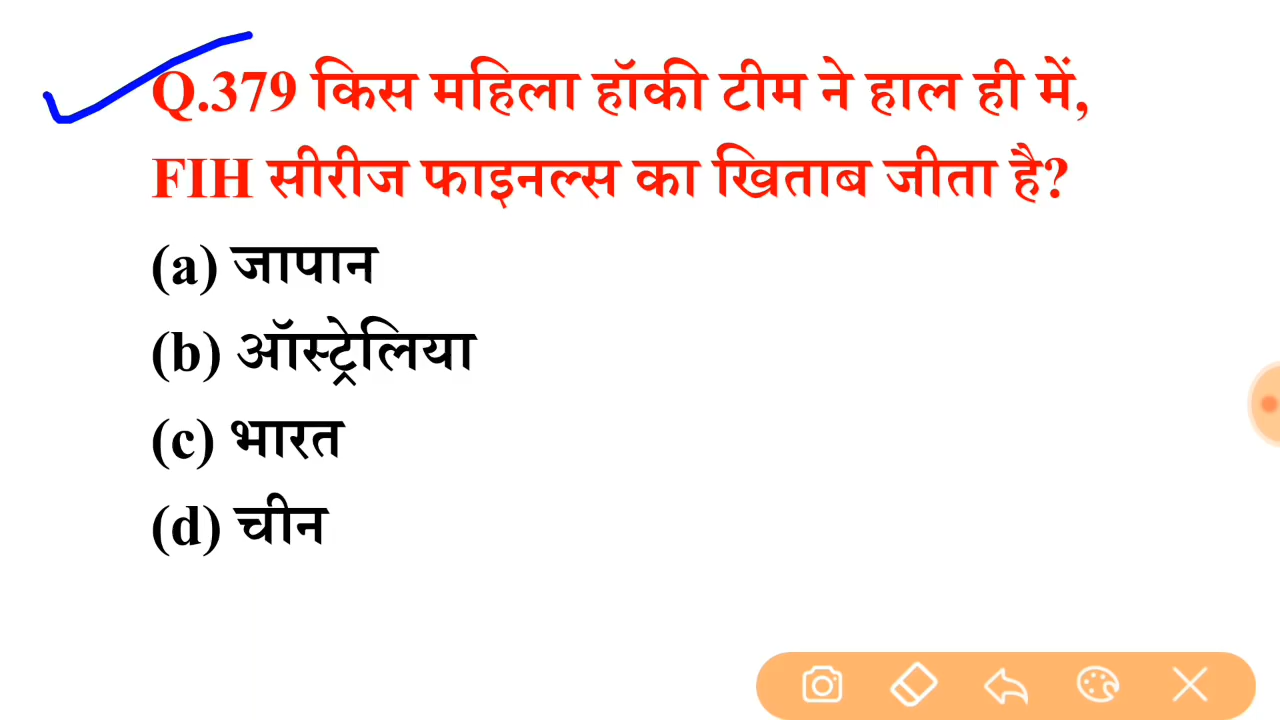 Q.379 किस महिला हॉकी टीम ने हाल ही में,
FIH सीरीज फाइनल्स का खिताब जीता है?
(a) जापान
(b) ऑस्ट्रेलिया
(c) भारत
(d) चीन